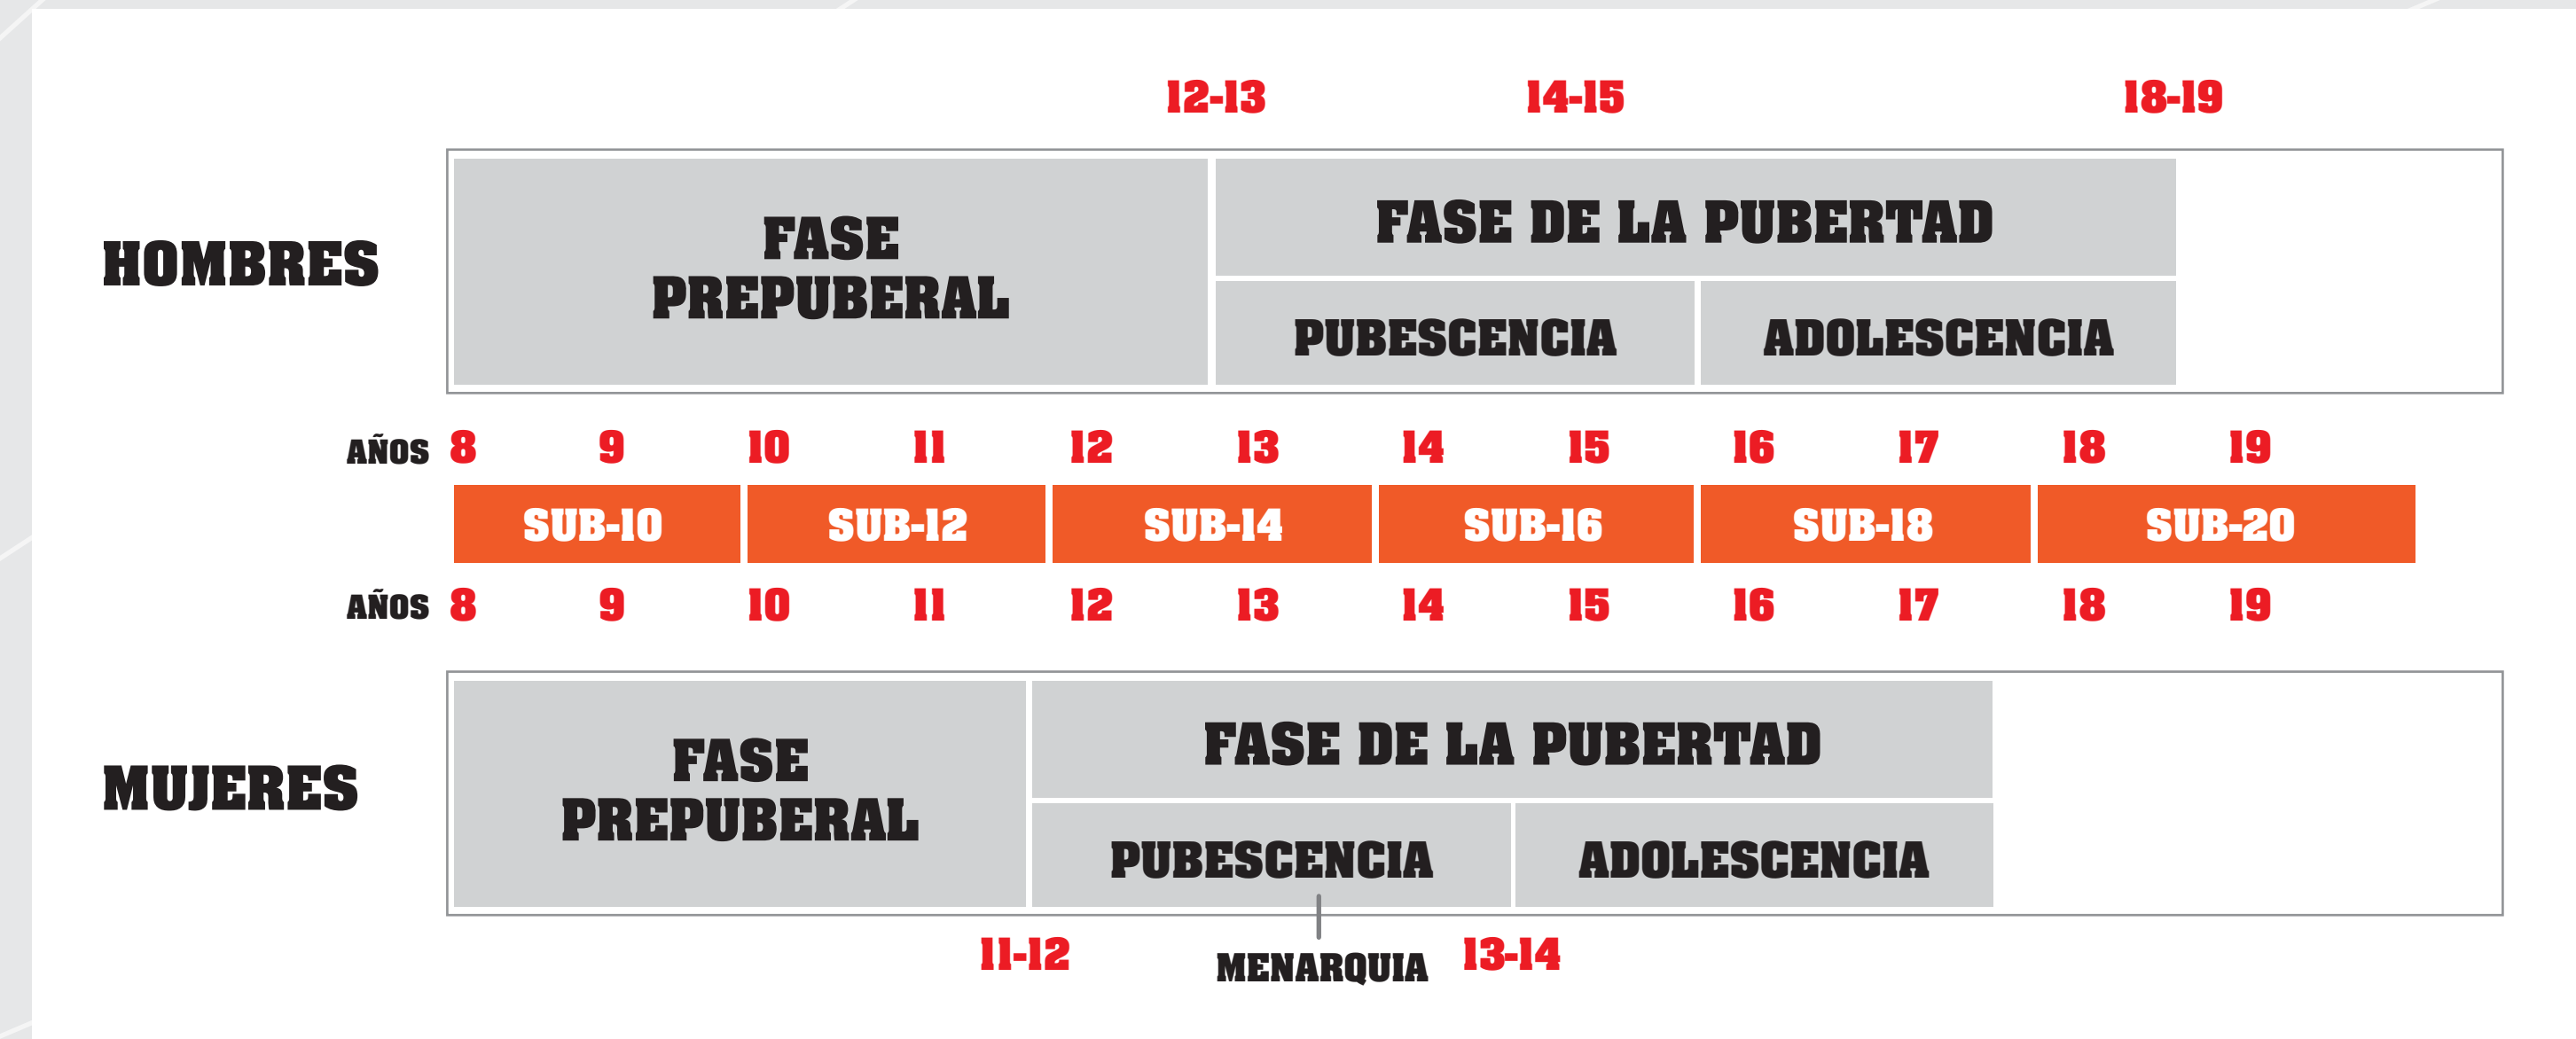 12-13 14-15 18-19
HOMBRES
FASE
PREPUBERAL
FASE DE LA PUBERTAD
PUBESCENCIA ADOLESCENCIA
AÑOS 8 9 10 11 12 13 14 15 16 17 18 19
SUB-10 SUB-12 SUB-14 SUB-16 SUB-18 SUB-20
AÑOS 8 9 10 11 12 13 14 15 16 17 18 19
MUJERES
FASE
PREPUBERAL
FASE DE LA PUBERTAD
PUBESCENCIA ADOLESCENCIA
11-12 MENARQUIA 13-14